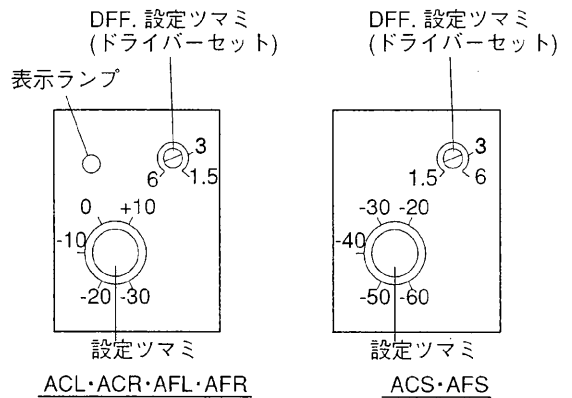 DFF. 設定ツマミ
(ドライバーセット)
表示ランプ
3
6
1.5
0
+10
-10
-20
-30
設定ツマミ
ACL・ACR・AFL・AFR
DFF. 設定ツマミ
(ドライバーセット)
3
1.5
6
-30
-20
-40
-50
-60
設定ツマミ
ACS・AFS